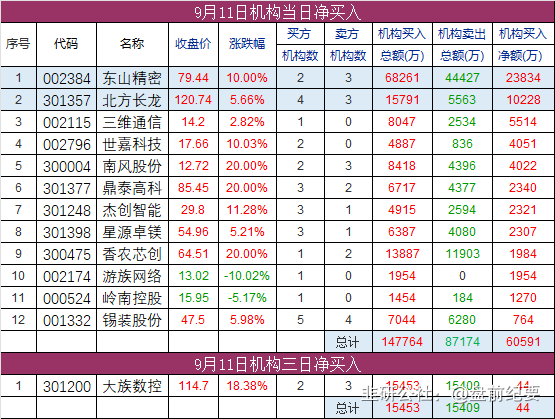 9月11日机构当日净买入
序号 代码 名称 收盘价 涨跌幅 买方机构数 卖方机构数 机构买入总额(万) 机构卖出总额(万) 机构买入净额(万)
1 002384 东山精密 79.44 10.00% 2 3 68261 44427 23834
2 301357 北方长龙 120.74 5.66% 4 3 15791 5563 10228
3 002115 三维通信 14.2 2.82% 1 0 8047 2534 5514
4 002796 世嘉科技 17.66 10.03% 2 0 4887 836 4051
5 300004 南风股份 12.72 20.00% 2 3 8418 4396 4022
6 301377 鼎泰高科 85.45 20.00% 3 2 6717 4377 2340
7 301248 杰创智能 29.8 11.28% 3 1 4915 2594 2321
8 301398 星源卓镁 54.96 5.21% 3 1 6387 4080 2307
9 300475 香农芯创 64.51 20.00% 1 2 13887 11903 1984
10 002174 游族网络 13.02 -10.02% 1 0 1954 0 1954
11 000524 岭南控股 15.95 -5.17% 1 0 1454 184 1270
12 001332 锡装股份 47.5 5.98% 5 4 7044 6280 764
总计 147764 87174 60591
9月11日机构三日净买入
1 301200 大族数控 114.7 18.38% 2 3 15453 15409 44
总计 15453 15409 44
韭研公社：@盘前纪要